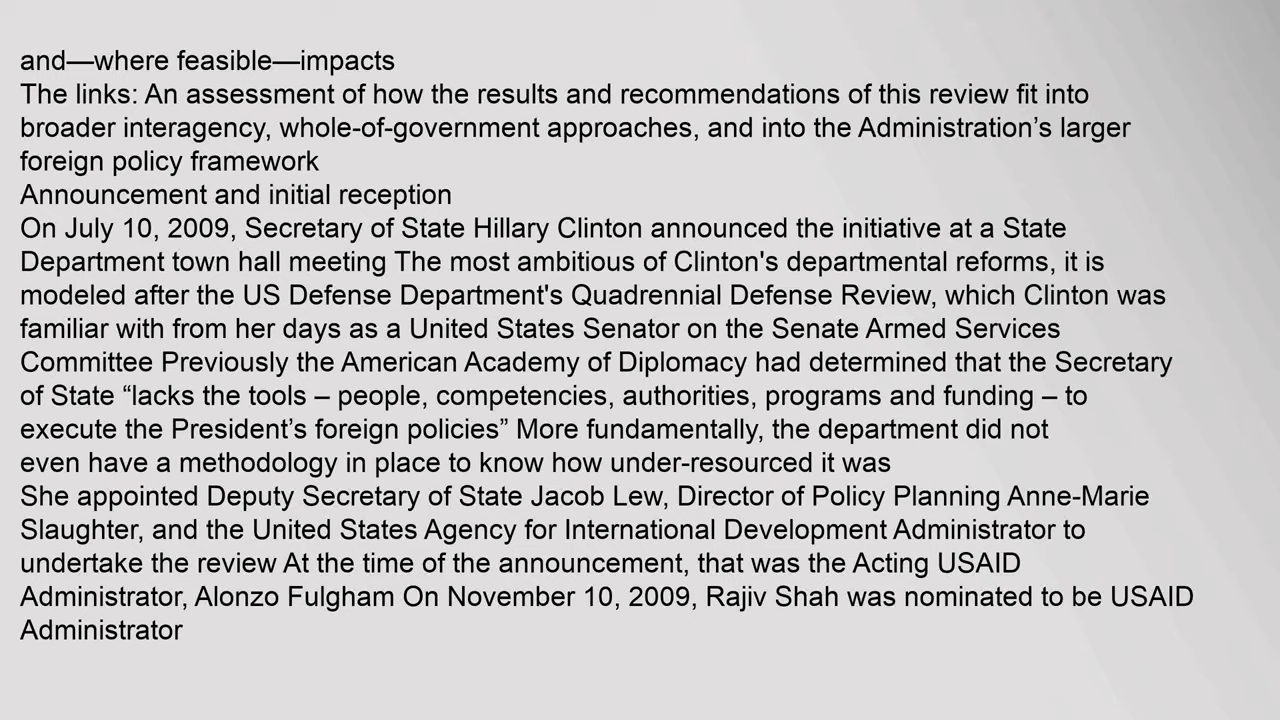 and—where feasible—impacts
The links: An assessment of how the results and recommendations of this review fit into
broader interagency, whole-of-government approaches, and into the Administration’s larger
foreign policy framework
Announcement and initial reception
On July 10, 2009, Secretary of State Hillary Clinton announced the initiative at a State
Department town hall meeting The most ambitious of Clinton's departmental reforms, it is
modeled after the US Defense Department's Quadrennial Defense Review, which Clinton was
familiar with from her days as a United States Senator on the Senate Armed Services
Committee Previously the American Academy of Diplomacy had determined that the Secretary
of State “lacks the tools – people, competencies, authorities, programs and funding – to
execute the President’s foreign policies” More fundamentally, the department did not
even have a methodology in place to know how under-resourced it was
She appointed Deputy Secretary of State Jacob Lew, Director of Policy Planning Anne-Marie
Slaughter, and the United States Agency for International Development Administrator to
undertake the review At the time of the announcement, that was the Acting USAID
Administrator, Alonzo Fulgham On November 10, 2009, Rajiv Shah was nominated to be USAID
Administrator